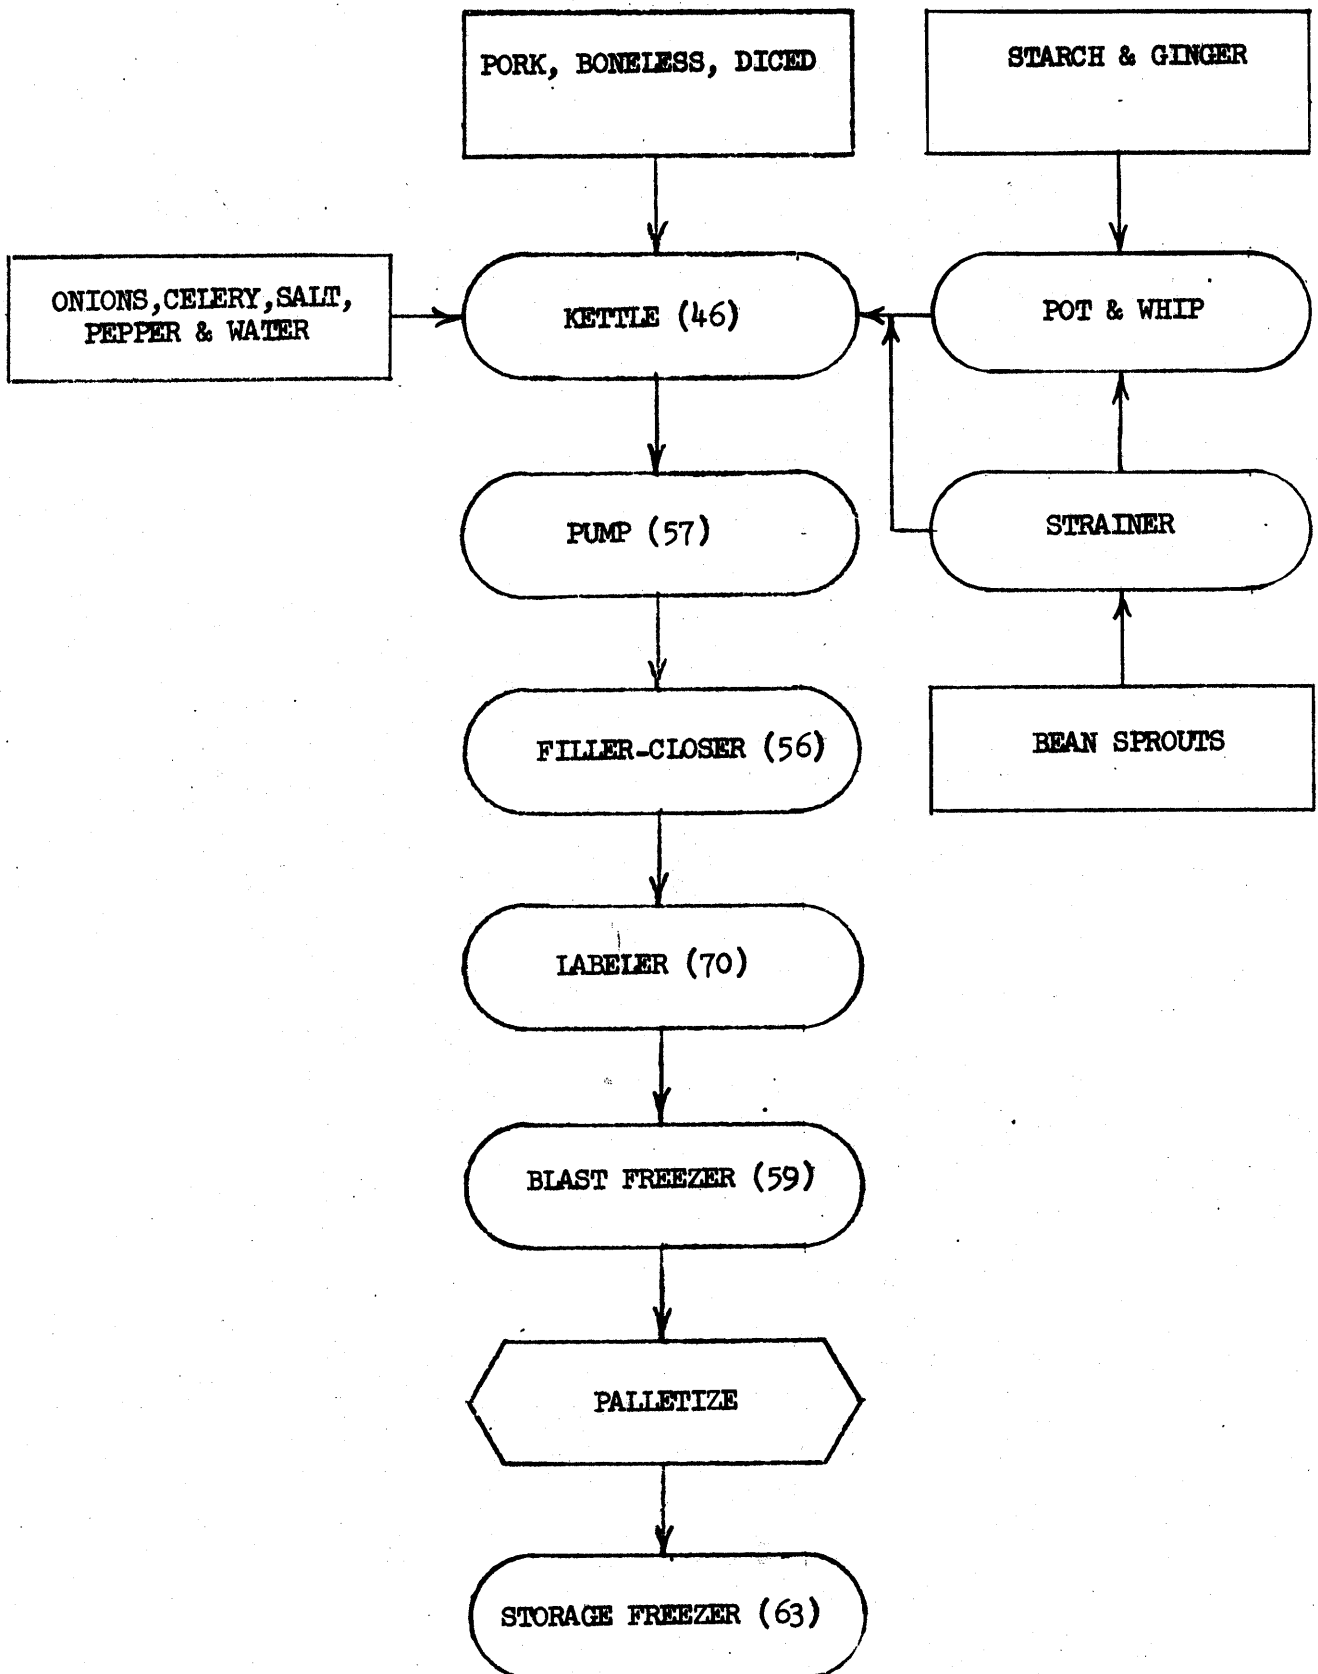 PORK, BONELESS, DICED
STARCH & GINGER
ONIONS, CELERY, SALT,
PEPPER & WATER
KETTLE (46)
POT & WHIP
PUMP (57)
STRAINER
FILLER-CLOSER (56)
BEAN SPROUTS
LABELER (70)
BLAST FREEZER (59)
PALLETIZE
STORAGE FREEZER (63)